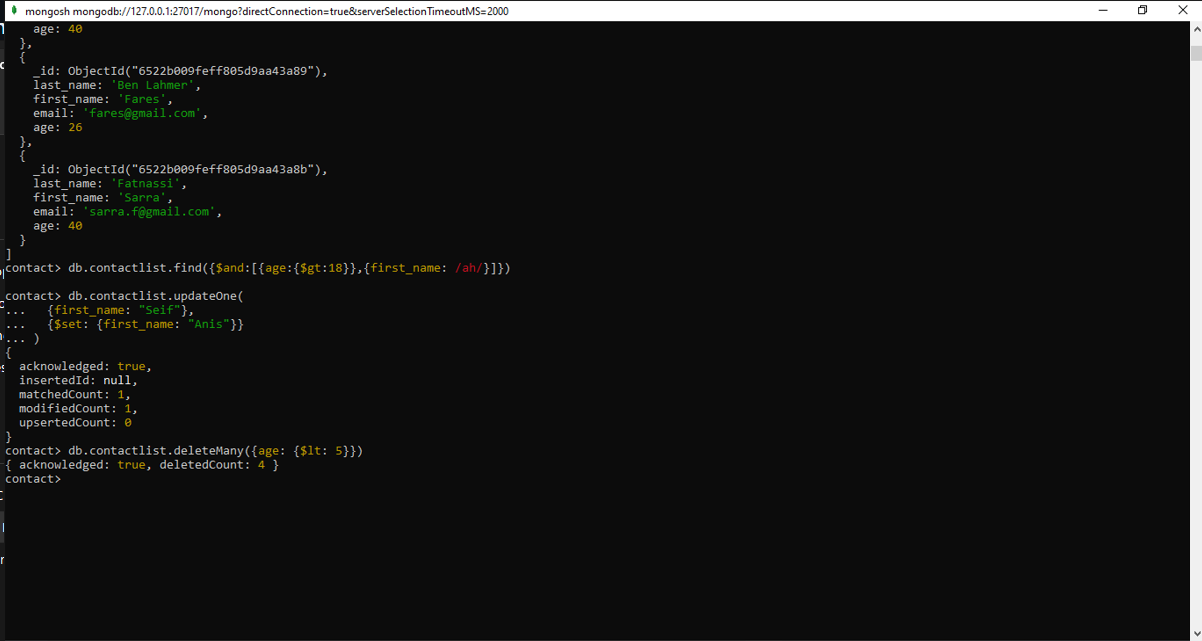 mongosh mongodb://127.0.0.1:27017/mongo?directConnection=true&serverSelectionTimeoutMS=2000
    age: 40
  },
  {
    _id: ObjectId("6522b009feff805d9aa43a89"),
    last_name: 'Ben Lahmer',
    first_name: 'Fares',
    email: 'fares@gmail.com',
    age: 26
  },
  {
    _id: ObjectId("6522b009feff805d9aa43a8b"),
    last_name: 'Fatnassi',
    first_name: 'Sarra',
    email: 'sarra.f@gmail.com',
    age: 40
  }
]
contact> db.contactlist.find({$and:[{age:{$gt:18}},{first_name: /ah/}]})
contact> db.contactlist.updateOne(
...   {first_name: "Seif"},
...   {$set: {first_name: "Anis"}}
... )
{
  acknowledged: true,
  insertedId: null,
  matchedCount: 1,
  modifiedCount: 1,
  upsertedCount: 0
}
contact> db.contactlist.deleteMany({age: {$lt: 5}})
{ acknowledged: true, deletedCount: 4 }
contact>